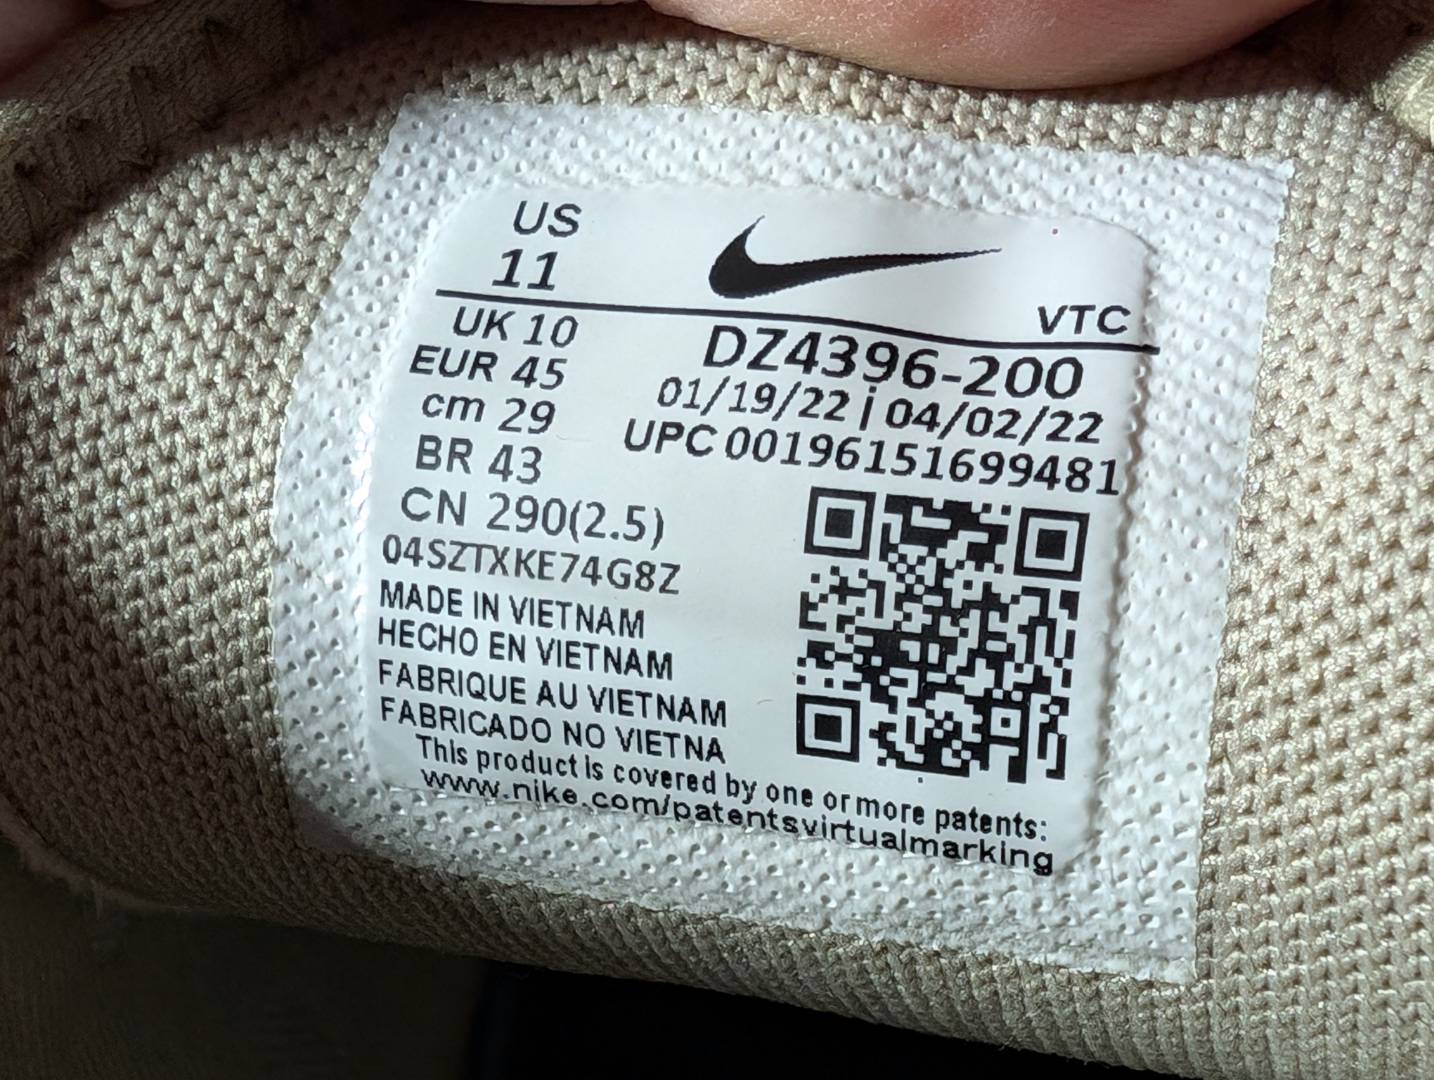 US
11
VTC
UK 10
EUR 45
cm 29
BR 43
CN 290(2.5)
DZ4396-200
01/19/22 | 04/02/22
UPC 00196151699481
04SZTXKE74G8Z
MADE IN VIETNAM
HECHO EN VIETNAM
FABRIQUE AU VIETNAM
FABRICADO NO VIETNA
This product is covered by one or more patents:
www.nike.com/patentsvirtualmarking